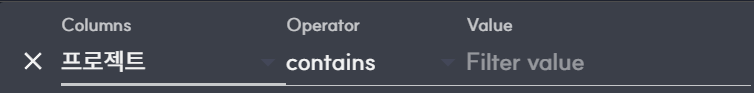 Columns Operator Value
프로젝트 contains Filter value